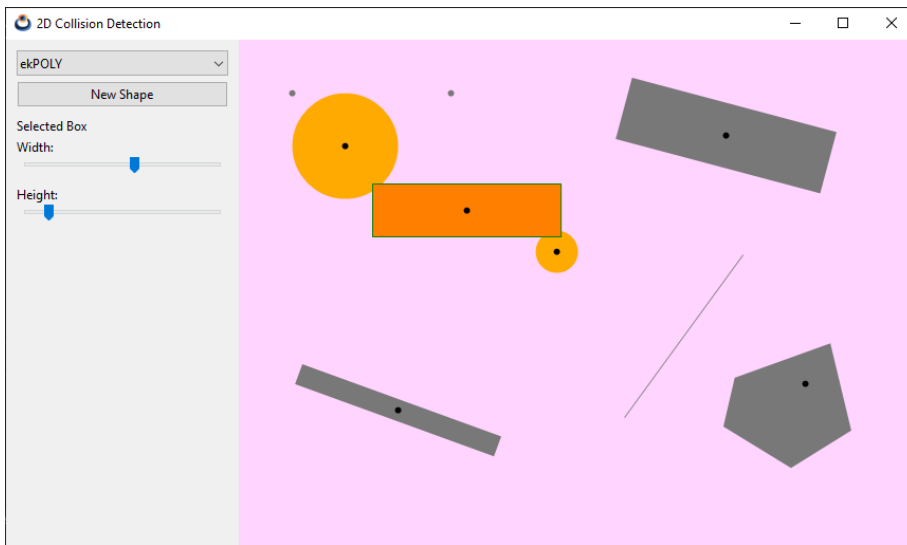 2D Collision Detection
ekPOLY
New Shape
Selected Box
Width:
Height: